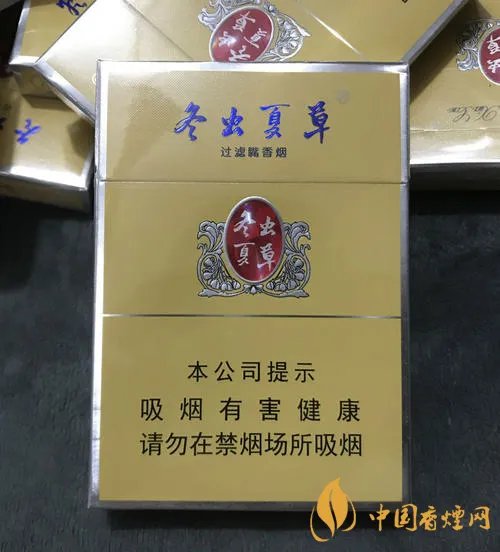 冬虫夏草
过滤嘴香烟
冬虫
夏草
本公司提示
吸烟有害健康
请勿在禁烟场所吸烟
中国香烟网